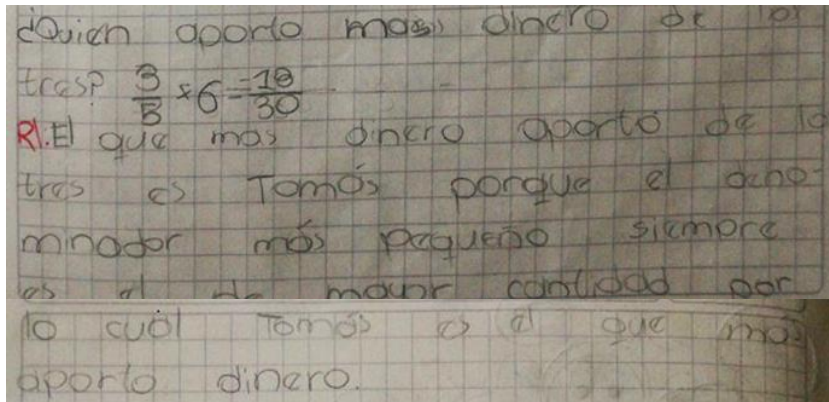 ¿Quien aporto mas dinero de los
tres? 3/5 × 6 = 18/30
R/. El que mas dinero aporto de lo
tres es Tomás porque el deno-
minador más pequeño siempre
es el de mayor cantidad por
lo cuál Tomás es el que mas
aporto dinero.